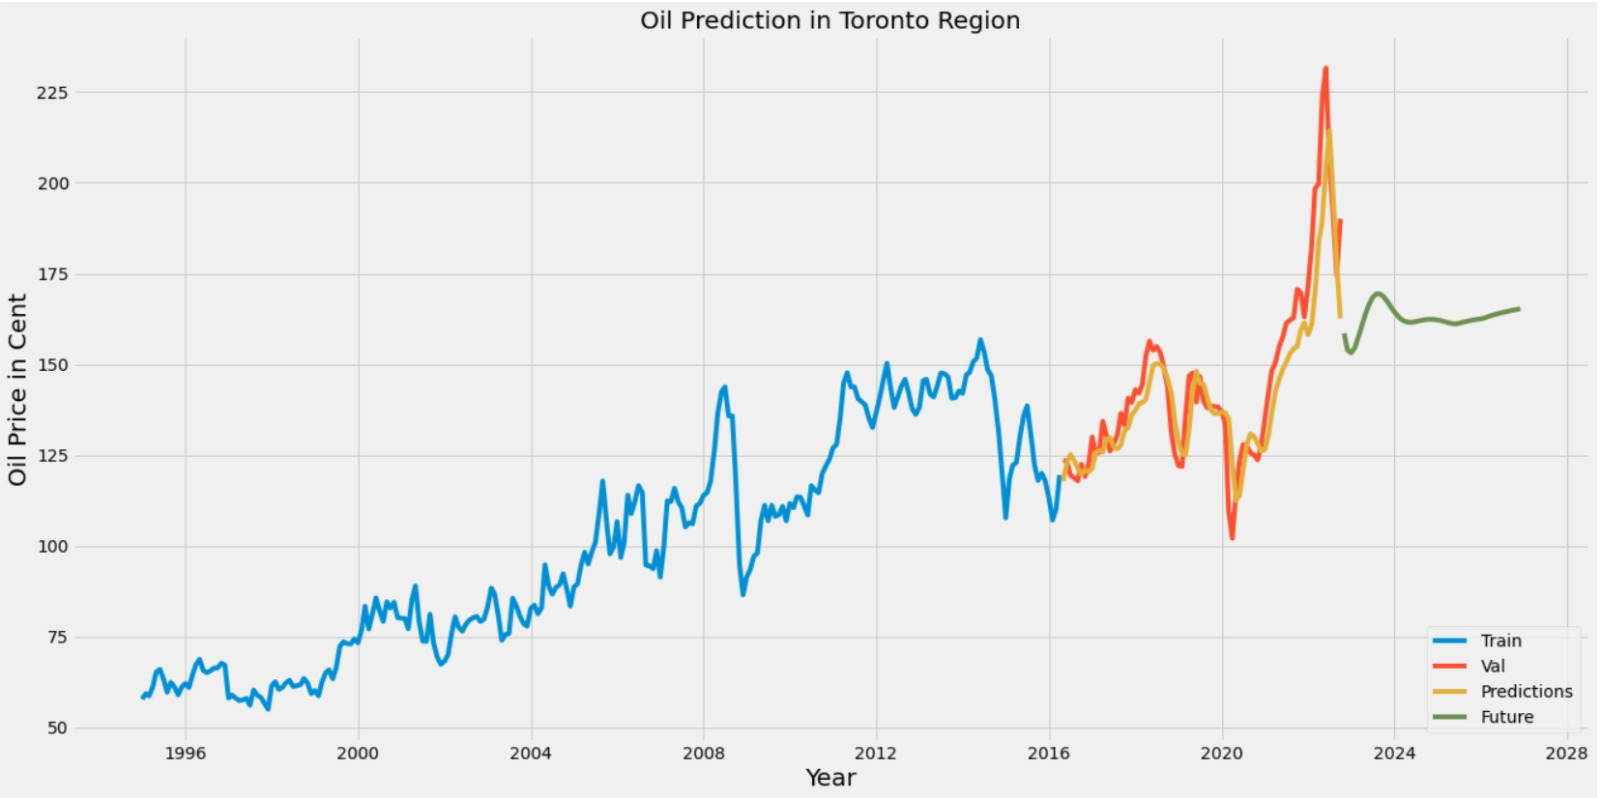 Oil Prediction in Toronto Region
225
200
175
150
125
100
75
50
Oil Price in Cent
1996 2000 2004 2008 2012 2016 2020 2024 2028
Year
Train
Val
Predictions
Future